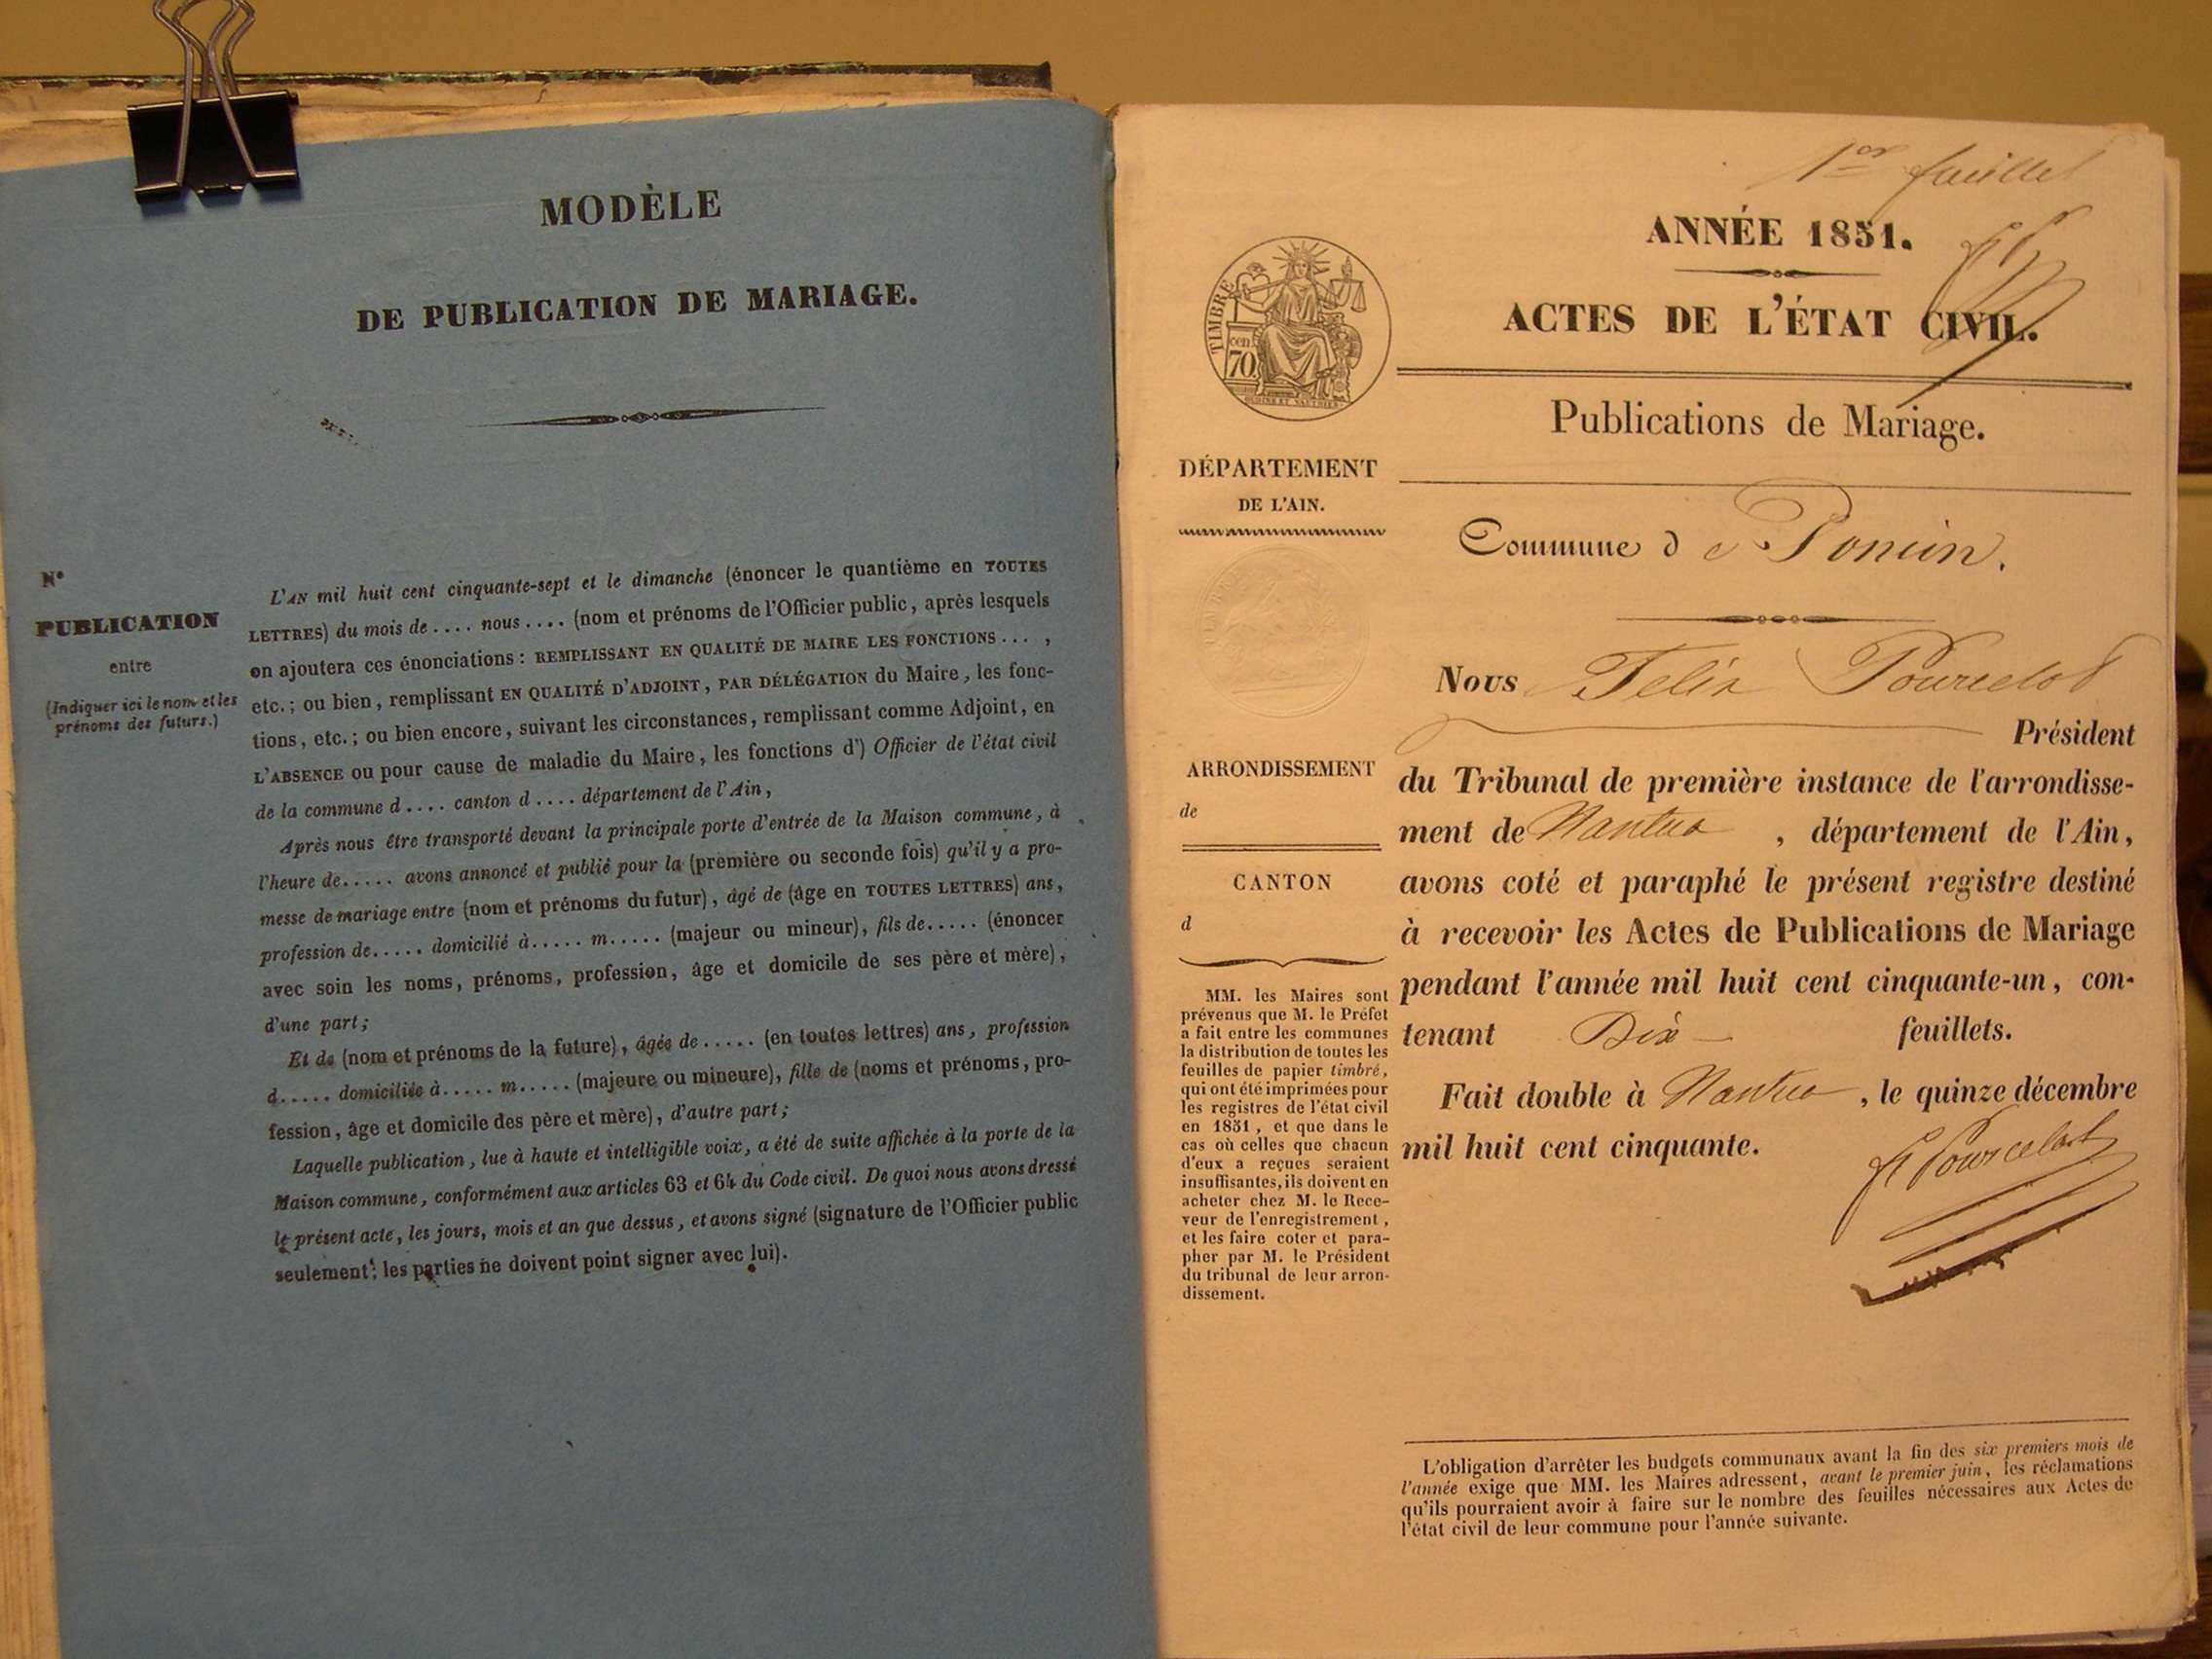 MODÈLE
DE PUBLICATION DE MARIAGE.
N°
PUBLICATION
entre
(Indiquer ici le nom et les
prénoms des futurs.)
L'AN mil huit cent cinquante-sept et le dimanche (énoncer le quantième en TOUTES
LETTRES) du mois de .... nous .... (nom et prénoms de l'Officier public, après lesquels
on ajoutera ces énonciations : REMPLISSANT EN QUALITÉ DE MAIRE LES FONCTIONS ... ,
etc. ; ou bien, remplissant EN QUALITÉ D'ADJOINT, PAR DÉLÉGATION du Maire, les fonc-
tions, etc. ; ou bien encore, suivant les circonstances, remplissant comme Adjoint, en
L'ABSENCE ou pour cause de maladie du Maire, les fonctions d') Officier de l'état civil
de la commune d .... canton d .... département de l'Ain,
Après nous être transporté devant la principale porte d'entrée de la Maison commune, à
l'heure de..... avons annoncé et publié pour la (première ou seconde fois) qu'il y a pro-
messe de mariage entre (nom et prénoms du futur), âgé de (âge en TOUTES LETTRES) ans,
profession de..... domicilié à..... m..... (majeur ou mineur), fils de..... (énoncer
avec soin les noms, prénoms, profession, âge et domicile de ses père et mère),
d'une part ;
Et de (nom et prénoms de la future), âgée de ..... (en toutes lettres) ans, profession
d..... domiciliée à..... m..... (majeure ou mineure), fille de (noms et prénoms, pro-
fession, âge et domicile des père et mère), d'autre part ;
Laquelle publication, lue à haute et intelligible voix, a été de suite affichée à la porte de la
Maison commune, conformément aux articles 63 et 64 du Code civil. De quoi nous avons dressé
le présent acte, les jours, mois et an que dessus, et avons signé (signature de l'Officier public
seulement ; les parties ne doivent point signer avec lui).
1er feuillet
ANNÉE 1851.
ACTES DE L'ÉTAT CIVIL.
TIMBRE
cen
70
Publications de Mariage.
DÉPARTEMENT
DE L'AIN.
Commune de Poncin.
Nous Félix Pourcelot
Président
ARRONDISSEMENT
de
CANTON
d
du Tribunal de première instance de l'arrondisse-
ment de Nantua , département de l'Ain,
avons coté et paraphé le présent registre destiné
à recevoir les Actes de Publications de Mariage
pendant l'année mil huit cent cinquante-un, con-
tenant Dix feuillets.
Fait double à Nantua , le quinze décembre
mil huit cent cinquante.
F Pourcelot
MM. les Maires sont
prévenus que M. le Préfet
a fait entre les communes
la distribution de toutes les
feuilles de papier timbré,
qui ont été imprimées pour
les registres de l'état civil
en 1851 , et que dans le
cas où celles que chacun
d'eux a reçues seraient
insuffisantes, ils doivent en
acheter chez M. le Rece-
veur de l'enregistrement ,
et les faire coter et para-
pher par M. le Président
du tribunal de leur arron-
dissement.
L'obligation d'arrêter les budgets communaux avant la fin des six premiers mois de
l'année exige que MM. les Maires adressent, avant le premier juin, les réclamations
qu'ils pourraient avoir à faire sur le nombre des feuilles nécessaires aux Actes de
l'état civil de leur commune pour l'année suivante.